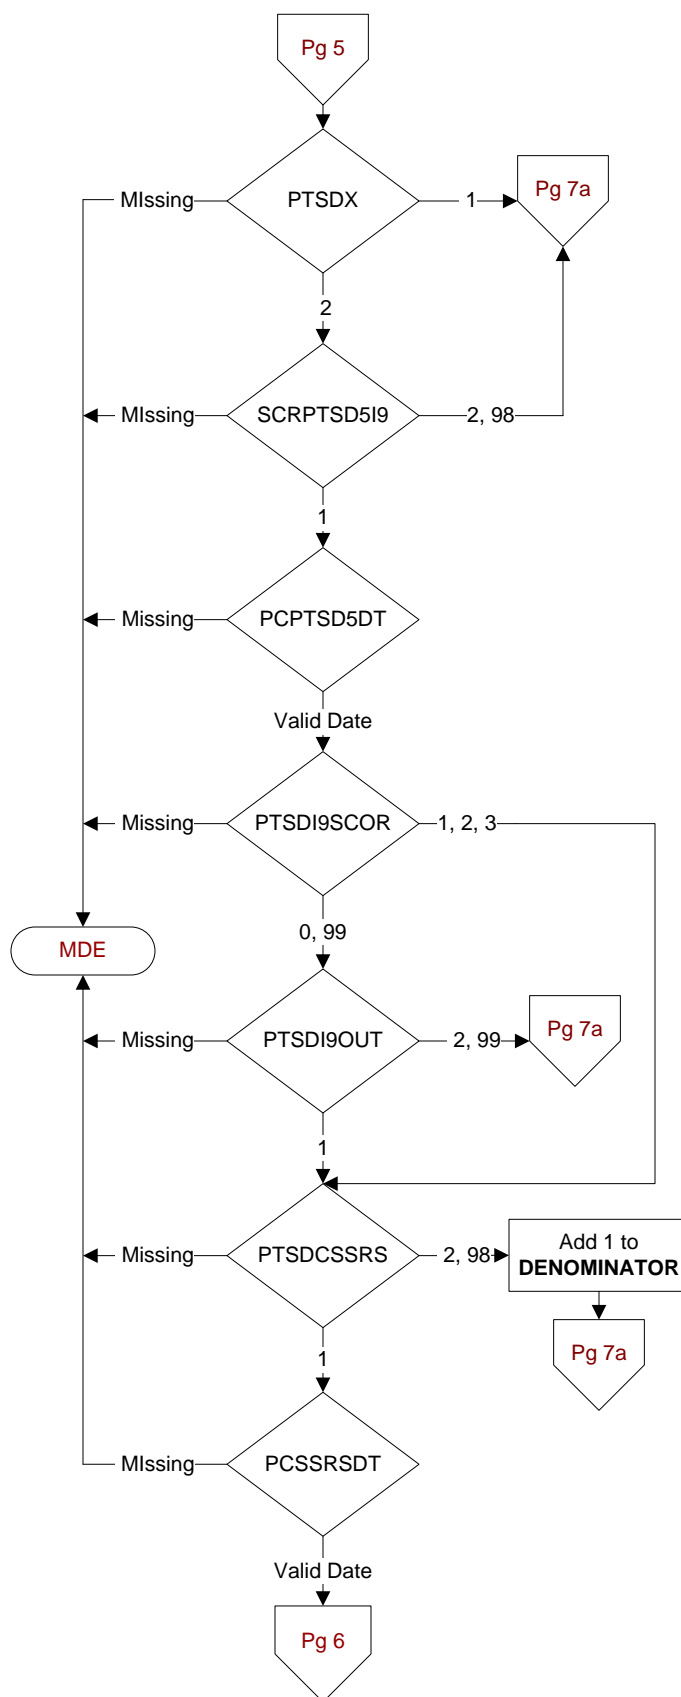 Pg 5
MIssing
PTSDX
1
Pg 7a
2
MIssing
SCRPTSD5I9
2, 98
1
Missing
PCPTSD5DT
Valid Date
Missing
PTSDI9SCOR
1, 2, 3
0, 99
MDE
Missing
PTSDI9OUT
2, 99
Pg 7a
1
Missing
PTSDCSSRS
2, 98
Add 1 to
DENOMINATOR
1
Pg 7a
MIssing
PCSSRSDT
Valid Date
Pg 6